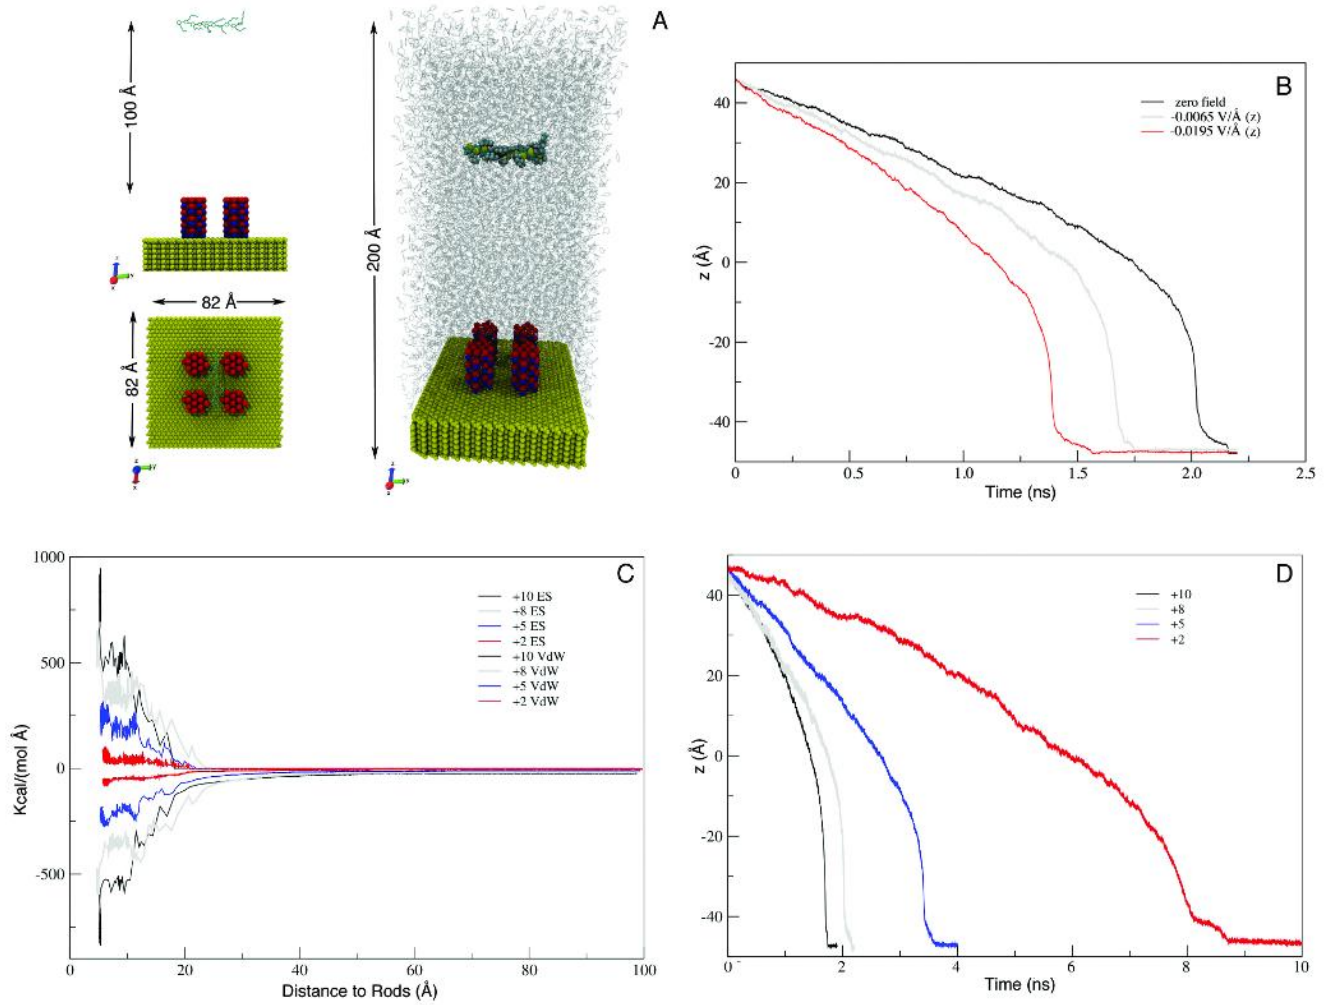 A
100 Å
82 Å
82 Å
200 Å
B
zero field
-0.0065 V/Å (z)
-0.0195 V/Å (z)
z (Å)
40
20
0
-20
-40
0
0.5
1.0
1.5
2.0
2.5
Time (ns)
C
+10 ES
+8 ES
+5 ES
+2 ES
+10 VdW
+8 VdW
+5 VdW
+2 VdW
Kcal/(mol Å)
1000
500
0
-500
0
20
40
60
80
100
Distance to Rods (Å)
D
+10
+8
+5
+2
z (Å)
40
20
0
-20
-40
0
2
4
6
8
10
Time (ns)